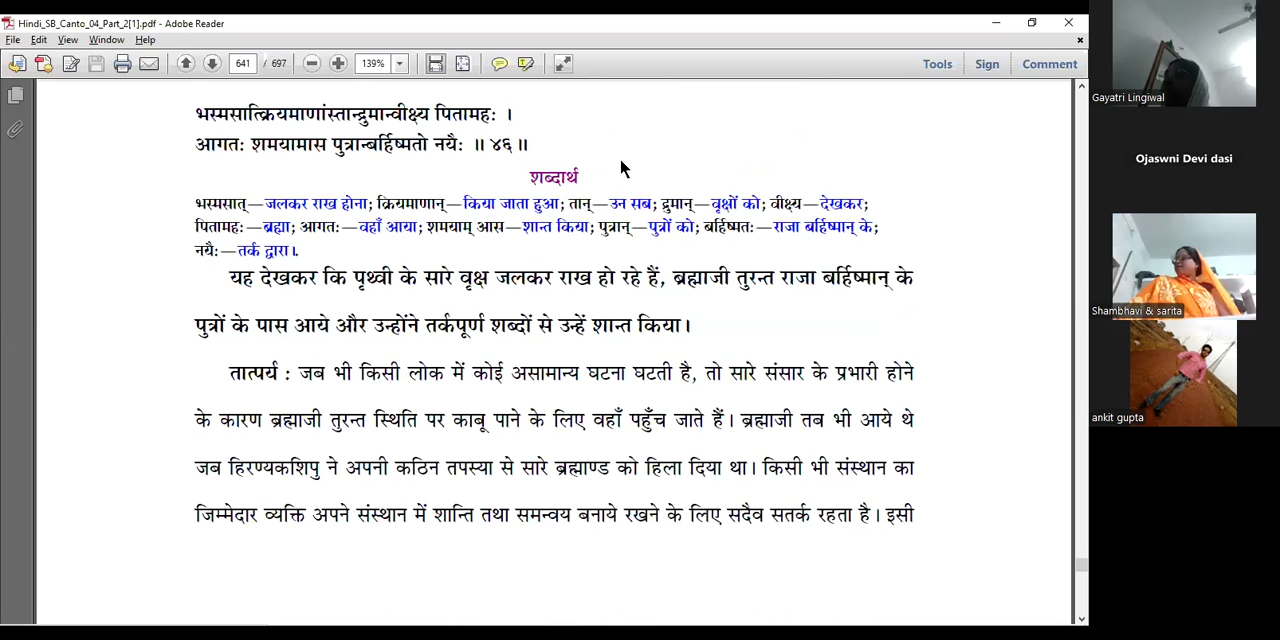 Hindi_SB_Canto_04_Part_2[1].pdf - Adobe Reader
File Edit View Window Help
641 / 697 139% Tools Sign Comment
भस्मसात्क्रियमाणांस्तान्द्रुमान्वीक्ष्य पितामहः ।
आगतः शमयामास पुत्रान्बर्हिष्मतो नयैः ॥ ४६॥
शब्दार्थ
भस्मसात्—जलकर राख होना; क्रियमाणान्—किया जाता हुआ; तान्—उन सब; द्रुमान्—वृक्षों को; वीक्ष्य—देखकर;
पितामहः—ब्रह्मा; आगतः—वहाँ आया; शमयाम् आस—शान्त किया; पुत्रान्—पुत्रों को; बर्हिष्मतः—राजा बर्हिष्मान् के;
नयैः—तर्क द्वारा।.
यह देखकर कि पृथ्वी के सारे वृक्ष जलकर राख हो रहे हैं, ब्रह्माजी तुरन्त राजा बर्हिष्मान् के
पुत्रों के पास आये और उन्होंने तर्कपूर्ण शब्दों से उन्हें शान्त किया।
तात्पर्य : जब भी किसी लोक में कोई असामान्य घटना घटती है, तो सारे संसार के प्रभारी होने
के कारण ब्रह्माजी तुरन्त स्थिति पर काबू पाने के लिए वहाँ पहुँच जाते हैं। ब्रह्माजी तब भी आये थे
जब हिरण्यकशिपु ने अपनी कठिन तपस्या से सारे ब्रह्माण्ड को हिला दिया था। किसी भी संस्थान का
जिम्मेदार व्यक्ति अपने संस्थान में शान्ति तथा समन्वय बनाये रखने के लिए सदैव सतर्क रहता है। इसी
Gayatri Lingiwal
Ojaswni Devi dasi
Shambhavi & sarita
ankit gupta